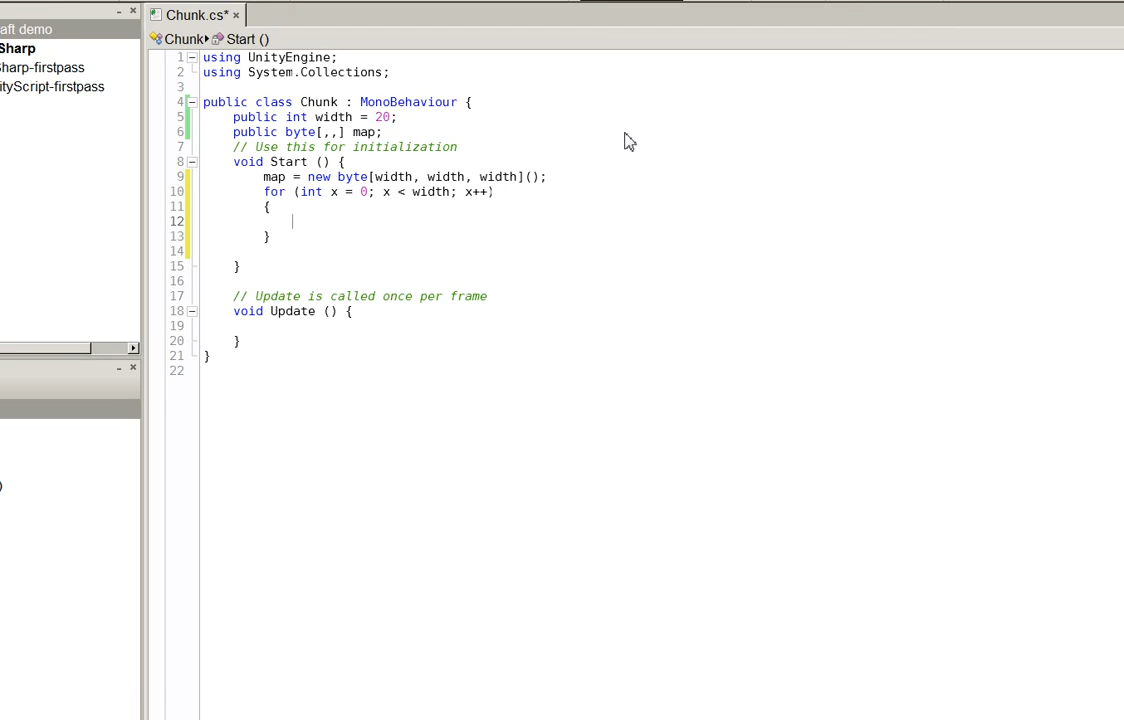 aft demo
Sharp
harp-firstpass
ityScript-firstpass
)
Chunk.cs*
Chunk Start ()
1 using UnityEngine;
2 using System.Collections;
3
4 public class Chunk : MonoBehaviour {
5 public int width = 20;
6 public byte[,,] map;
7 // Use this for initialization
8 void Start () {
9 map = new byte[width, width, width]();
10 for (int x = 0; x < width; x++)
11 {
12
13 }
14
15 }
16
17 // Update is called once per frame
18 void Update () {
19
20 }
21 }
22